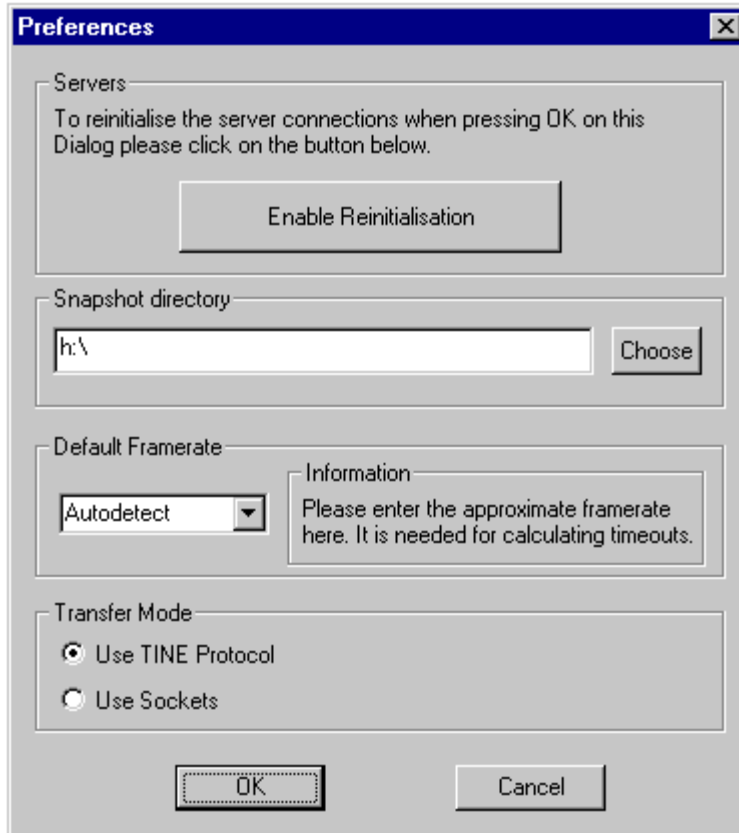 Preferences
Servers
To reinitialise the server connections when pressing OK on this
Dialog please click on the button below.
Enable Reinitialisation
Snapshot directory
h:\
Choose
Default Framerate
Information
Autodetect
Please enter the approximate framerate
here. It is needed for calculating timeouts.
Transfer Mode
Use TINE Protocol
Use Sockets
OK
Cancel